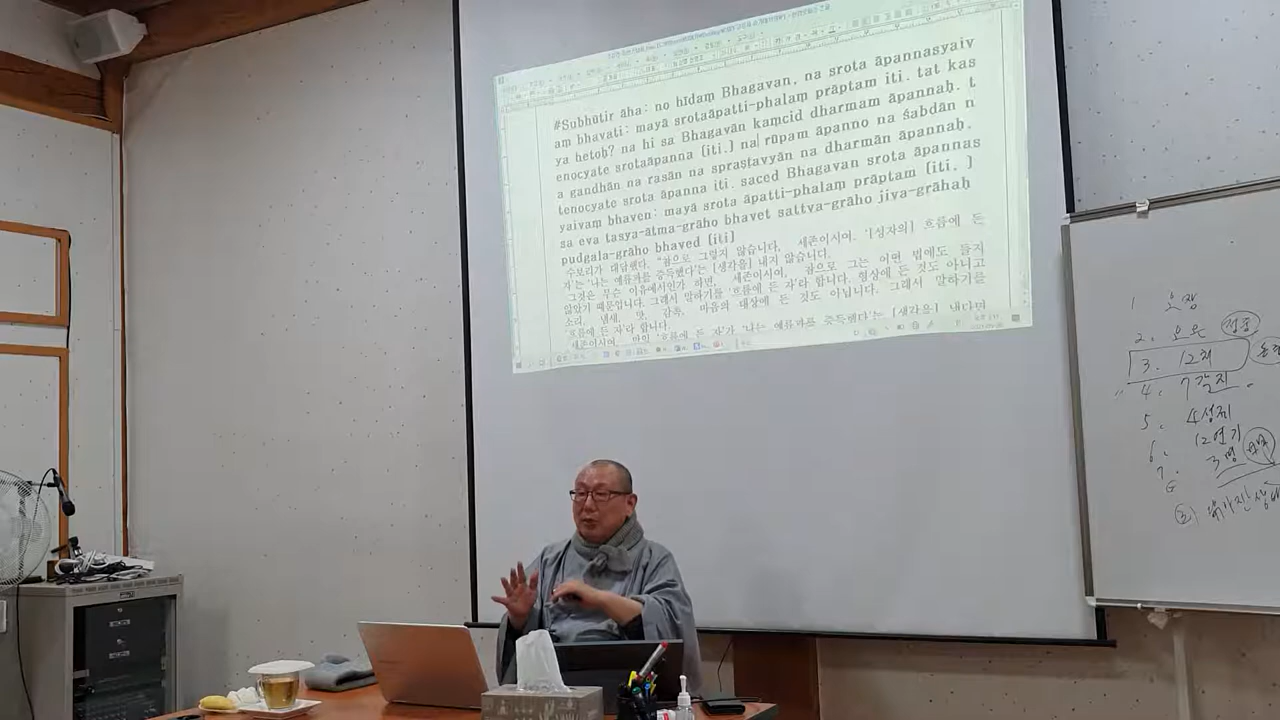 #Subhūtir āha: no hīdaṃ Bhagavan, na srota āpannasyaiv
aṃ bhavati: mayā srotaāpatti-phalaṃ prāptam iti. tat kas
ya hetoḥ? na hi sa Bhagavān kaṃcid dharmam āpannaḥ. t
enocyate srotaāpanna [iti.] na rūpam āpanno na śabdān n
a gandhān na rasān na spraṣṭavyān na dharmān āpannaḥ.
tenocyate srota āpanna iti. saced Bhagavan srota āpannas
yaivaṃ bhaven: mayā srota āpatti-phalaṃ prāptam [iti. ]
sa eva tasya-ātma-grāho bhavet sattva-grāho jiva-grāhaḥ
pudgala-grāho bhaved [iti]
수보리가 대답했다. "참으로 그렇지 않습니다. 세존이시여. '[성자의] 흐름에 든
자'는 '나는 예류과를 증득했다'는 [생각을] 내지 않습니다.
그것은 무슨 이유에서인가 하면, 세존이시여, 참으로 그는 어떤 법에도 들지
않았기 때문입니다. 그래서 말하기를 '흐름에 든 자'라 합니다. 형상에 든 것도 아니고
소리, 냄새, 맛, 감촉, 마음의 대상에 든 것도 아닙니다. 그래서 말하기를
'흐름에 든 자'라 합니다.
세존이시여, 만일 '흐름에 든 자'가 '나는 예류과를 증득했다'는 [생각을] 낸다면
1 오장
2. 오온
3. 12처
4. 7각지
5. 4성제
6. 12연기
7. 3명